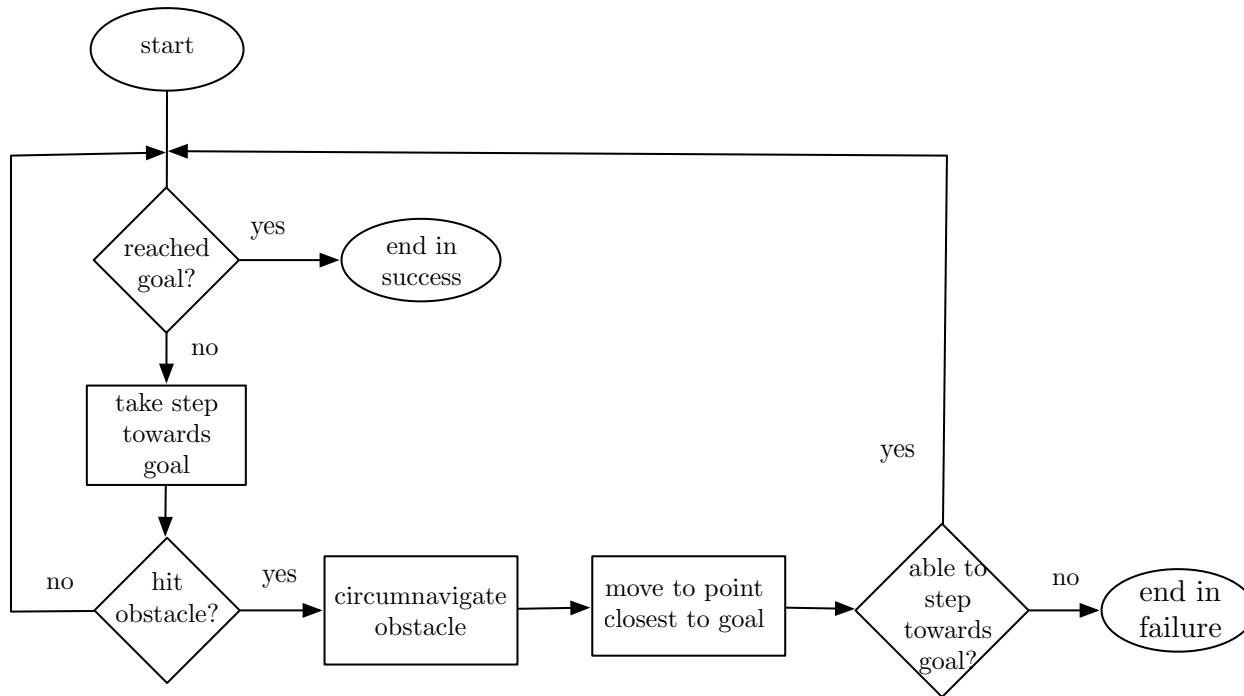 start
reached
goal?
yes
end in
success
no
take step
towards
goal
hit
obstacle?
no
yes
circumnavigate
obstacle
move to point
closest to goal
able to
step
towards
goal?
yes
no
end in
failure